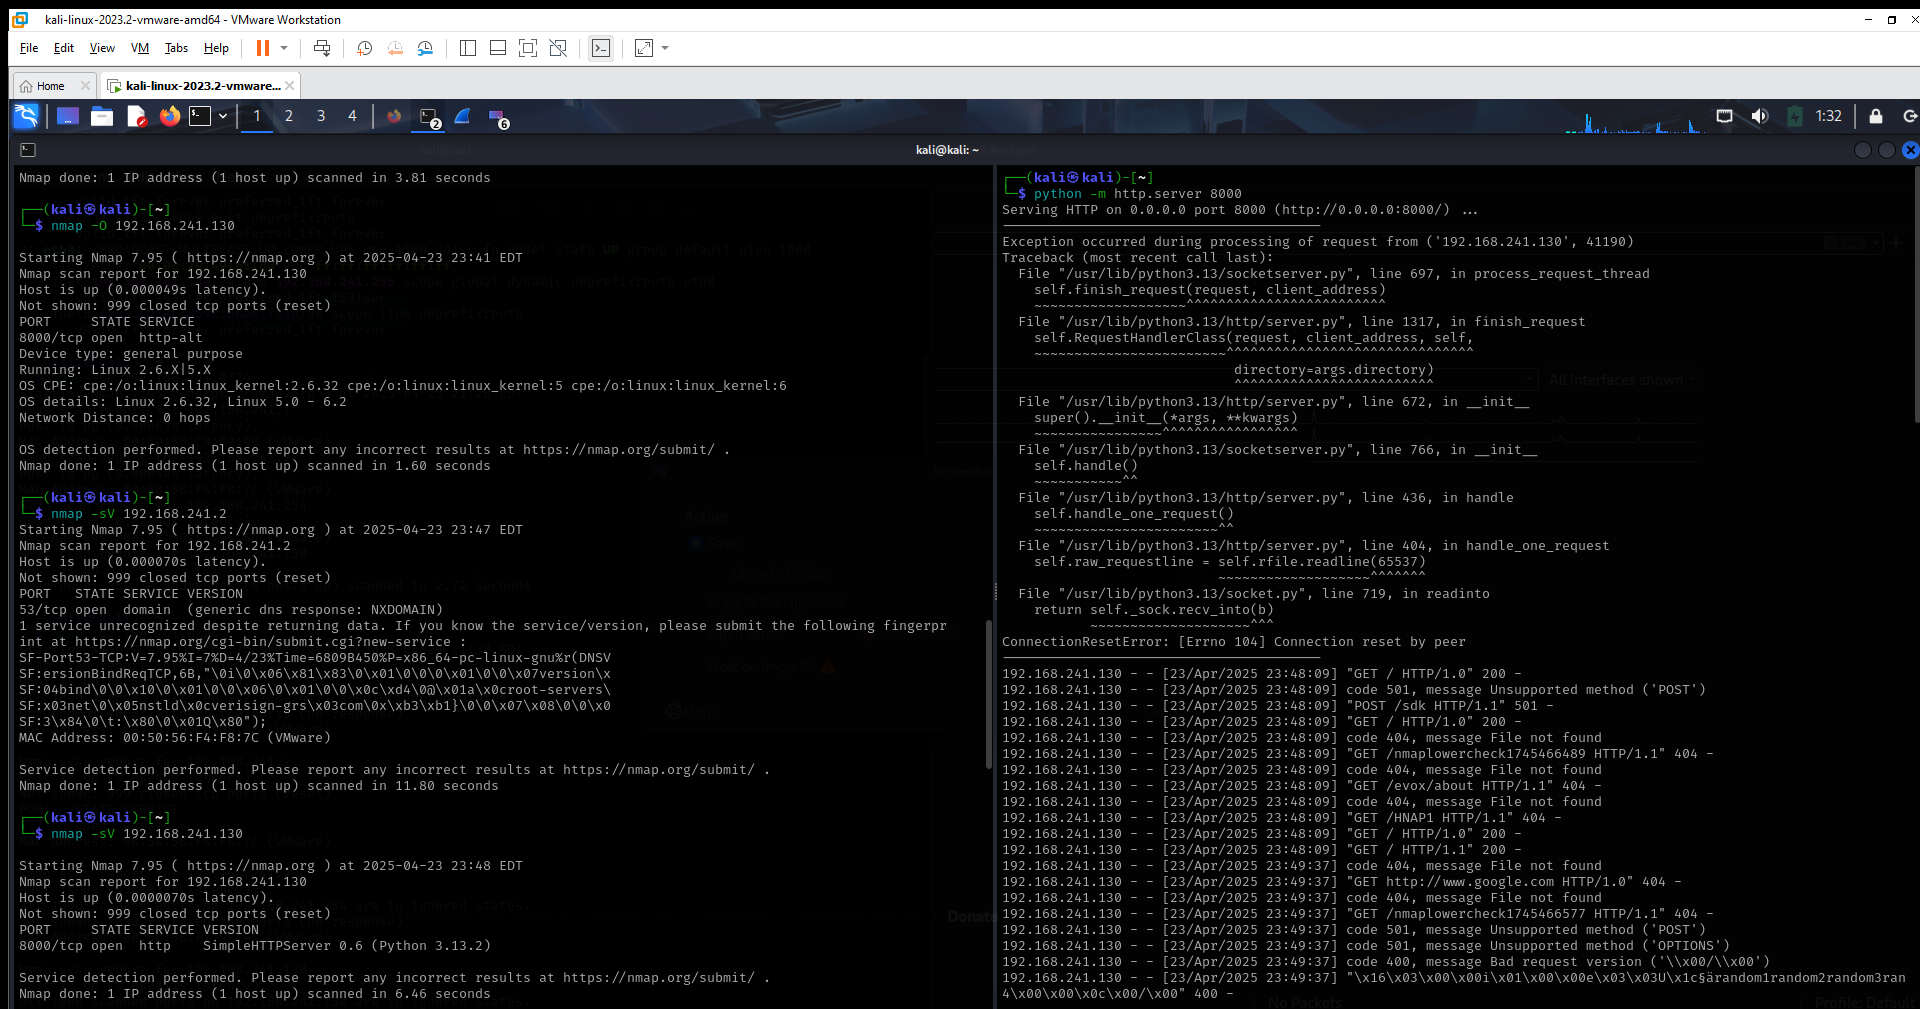 kali-linux-2023.2-vmware-amd64 - VMware Workstation
File Edit View VM Tabs Help
Home kali-linux-2023.2-vmware...
1 2 3 4 2 6 1:32
kali@kali: ~
Nmap done: 1 IP address (1 host up) scanned in 3.81 seconds
┌──(kali㉿kali)-[~]
└─$ nmap -O 192.168.241.130
Starting Nmap 7.95 ( https://nmap.org ) at 2025-04-23 23:41 EDT
Nmap scan report for 192.168.241.130
Host is up (0.000049s latency).
Not shown: 999 closed tcp ports (reset)
PORT     STATE SERVICE
8000/tcp open  http-alt
Device type: general purpose
Running: Linux 2.6.X|5.X
OS CPE: cpe:/o:linux:linux_kernel:2.6.32 cpe:/o:linux:linux_kernel:5 cpe:/o:linux:linux_kernel:6
OS details: Linux 2.6.32, Linux 5.0 - 6.2
Network Distance: 0 hops
OS detection performed. Please report any incorrect results at https://nmap.org/submit/ .
Nmap done: 1 IP address (1 host up) scanned in 1.60 seconds
┌──(kali㉿kali)-[~]
└─$ nmap -sV 192.168.241.2
Starting Nmap 7.95 ( https://nmap.org ) at 2025-04-23 23:47 EDT
Nmap scan report for 192.168.241.2
Host is up (0.000070s latency).
Not shown: 999 closed tcp ports (reset)
PORT   STATE SERVICE VERSION
53/tcp open  domain  (generic dns response: NXDOMAIN)
1 service unrecognized despite returning data. If you know the service/version, please submit the following fingerpr
int at https://nmap.org/cgi-bin/submit.cgi?new-service :
SF-Port53-TCP:V=7.95%I=7%D=4/23%Time=6809B450%P=x86_64-pc-linux-gnu%r(DNSV
SF:ersionBindReqTCP,6B,"\0i\0\x06\x81\x83\0\x01\0\0\0\x01\0\0\x07version\x
SF:04bind\0\0\x10\0\x01\0\0\x06\0\x01\0\0\x0c\xd4\0@\x01a\x0croot-servers\
SF:x03net\0\x05nstld\x0cverisign-grs\x03com\0x\xb3\xb1}\0\0\x07\x08\0\0\x0
SF:3\x84\0\t:\x80\0\x01Q\x80");
MAC Address: 00:50:56:F4:F8:7C (VMware)
Service detection performed. Please report any incorrect results at https://nmap.org/submit/ .
Nmap done: 1 IP address (1 host up) scanned in 11.80 seconds
┌──(kali㉿kali)-[~]
└─$ nmap -sV 192.168.241.130
Starting Nmap 7.95 ( https://nmap.org ) at 2025-04-23 23:48 EDT
Nmap scan report for 192.168.241.130
Host is up (0.0000070s latency).
Not shown: 999 closed tcp ports (reset)
PORT     STATE SERVICE VERSION
8000/tcp open  http    SimpleHTTPServer 0.6 (Python 3.13.2)
Service detection performed. Please report any incorrect results at https://nmap.org/submit/ .
Nmap done: 1 IP address (1 host up) scanned in 6.46 seconds
┌──(kali㉿kali)-[~]
└─$ python -m http.server 8000
Serving HTTP on 0.0.0.0 port 8000 (http://0.0.0.0:8000/) ...
----------------------------------------
Exception occurred during processing of request from ('192.168.241.130', 41190)
Traceback (most recent call last):
  File "/usr/lib/python3.13/socketserver.py", line 697, in process_request_thread
    self.finish_request(request, client_address)
    ~~~~~~~~~~~~~~~~~~~^^^^^^^^^^^^^^^^^^^^^^^^^
  File "/usr/lib/python3.13/http/server.py", line 1317, in finish_request
    self.RequestHandlerClass(request, client_address, self,
    ~~~~~~~~~~~~~~~~~~~~~~~~^^^^^^^^^^^^^^^^^^^^^^^^^^^^^^^
                             directory=args.directory)
                             ^^^^^^^^^^^^^^^^^^^^^^^^^
  File "/usr/lib/python3.13/http/server.py", line 672, in __init__
    super().__init__(*args, **kwargs)
    ~~~~~~~~~~~~~~~~^^^^^^^^^^^^^^^^^
  File "/usr/lib/python3.13/socketserver.py", line 766, in __init__
    self.handle()
    ~~~~~~~~~~~^^
  File "/usr/lib/python3.13/http/server.py", line 436, in handle
    self.handle_one_request()
    ~~~~~~~~~~~~~~~~~~~~~~~^^
  File "/usr/lib/python3.13/http/server.py", line 404, in handle_one_request
    self.raw_requestline = self.rfile.readline(65537)
                           ~~~~~~~~~~~~~~~~~~~^^^^^^^
  File "/usr/lib/python3.13/socket.py", line 719, in readinto
    return self._sock.recv_into(b)
           ~~~~~~~~~~~~~~~~~~~~^^^
ConnectionResetError: [Errno 104] Connection reset by peer
----------------------------------------
192.168.241.130 - - [23/Apr/2025 23:48:09] "GET / HTTP/1.0" 200 -
192.168.241.130 - - [23/Apr/2025 23:48:09] code 501, message Unsupported method ('POST')
192.168.241.130 - - [23/Apr/2025 23:48:09] "POST /sdk HTTP/1.1" 501 -
192.168.241.130 - - [23/Apr/2025 23:48:09] "GET / HTTP/1.0" 200 -
192.168.241.130 - - [23/Apr/2025 23:48:09] code 404, message File not found
192.168.241.130 - - [23/Apr/2025 23:48:09] "GET /nmaplowercheck1745466489 HTTP/1.1" 404 -
192.168.241.130 - - [23/Apr/2025 23:48:09] code 404, message File not found
192.168.241.130 - - [23/Apr/2025 23:48:09] "GET /evox/about HTTP/1.1" 404 -
192.168.241.130 - - [23/Apr/2025 23:48:09] code 404, message File not found
192.168.241.130 - - [23/Apr/2025 23:48:09] "GET /HNAP1 HTTP/1.1" 404 -
192.168.241.130 - - [23/Apr/2025 23:48:09] "GET / HTTP/1.0" 200 -
192.168.241.130 - - [23/Apr/2025 23:48:09] "GET / HTTP/1.1" 200 -
192.168.241.130 - - [23/Apr/2025 23:49:37] code 404, message File not found
192.168.241.130 - - [23/Apr/2025 23:49:37] "GET http://www.google.com HTTP/1.0" 404 -
192.168.241.130 - - [23/Apr/2025 23:49:37] code 404, message File not found
192.168.241.130 - - [23/Apr/2025 23:49:37] "GET /nmaplowercheck1745466577 HTTP/1.1" 404 -
192.168.241.130 - - [23/Apr/2025 23:49:37] code 501, message Unsupported method ('POST')
192.168.241.130 - - [23/Apr/2025 23:49:37] code 501, message Unsupported method ('OPTIONS')
192.168.241.130 - - [23/Apr/2025 23:49:37] code 400, message Bad request version ('\\x00/\\x00')
192.168.241.130 - - [23/Apr/2025 23:49:37] "\x16\x03\x00\x00i\x01\x00\x00e\x03\x03U\x1c§ärandom1random2random3ran
4\x00\x00\x0c\x00/\x00" 400 -